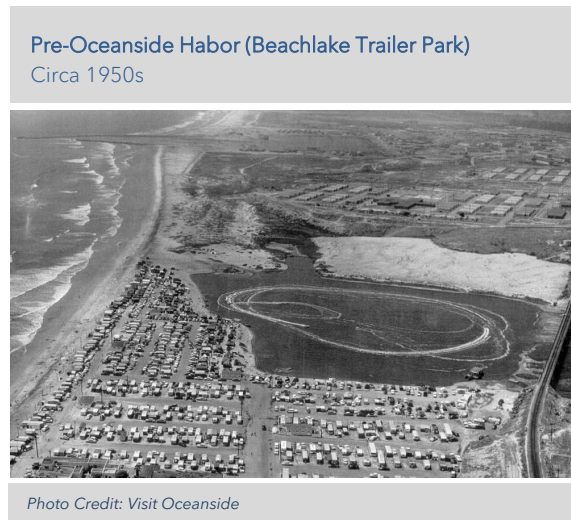 Pre-Oceanside Habor (Beachlake Trailer Park)
Circa 1950s
Photo Credit: Visit Oceanside